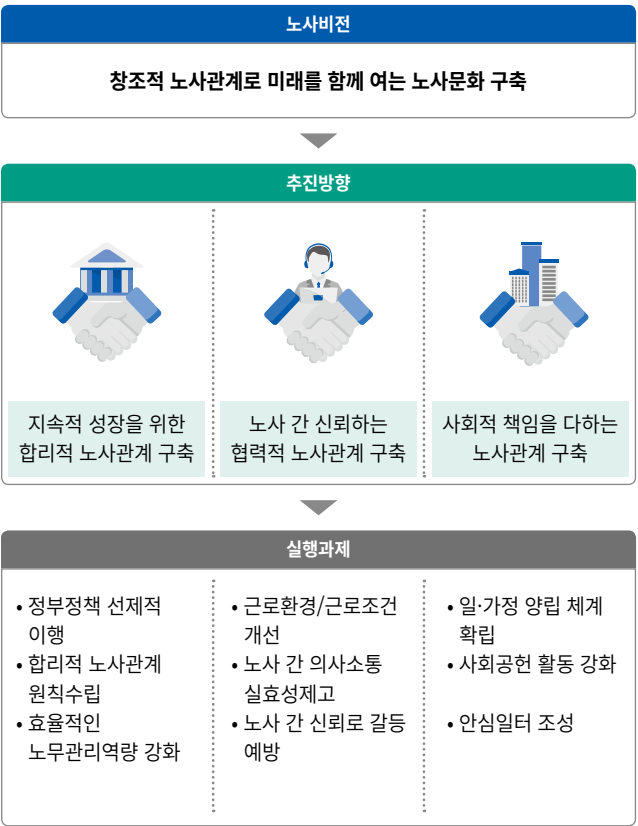 노사비전
창조적 노사관계로 미래를 함께 여는 노사문화 구축
추진방향
지속적 성장을 위한
합리적 노사관계 구축
노사 간 신뢰하는
협력적 노사관계 구축
사회적 책임을 다하는
노사관계 구축
실행과제
• 정부정책 선제적
이행
• 합리적 노사관계
원칙수립
• 효율적인
노무관리역량 강화
• 근로환경/근로조건
개선
• 노사 간 의사소통
실효성제고
• 노사 간 신뢰로 갈등
예방
• 일·가정 양립 체계
확립
• 사회공헌 활동 강화
• 안심일터 조성